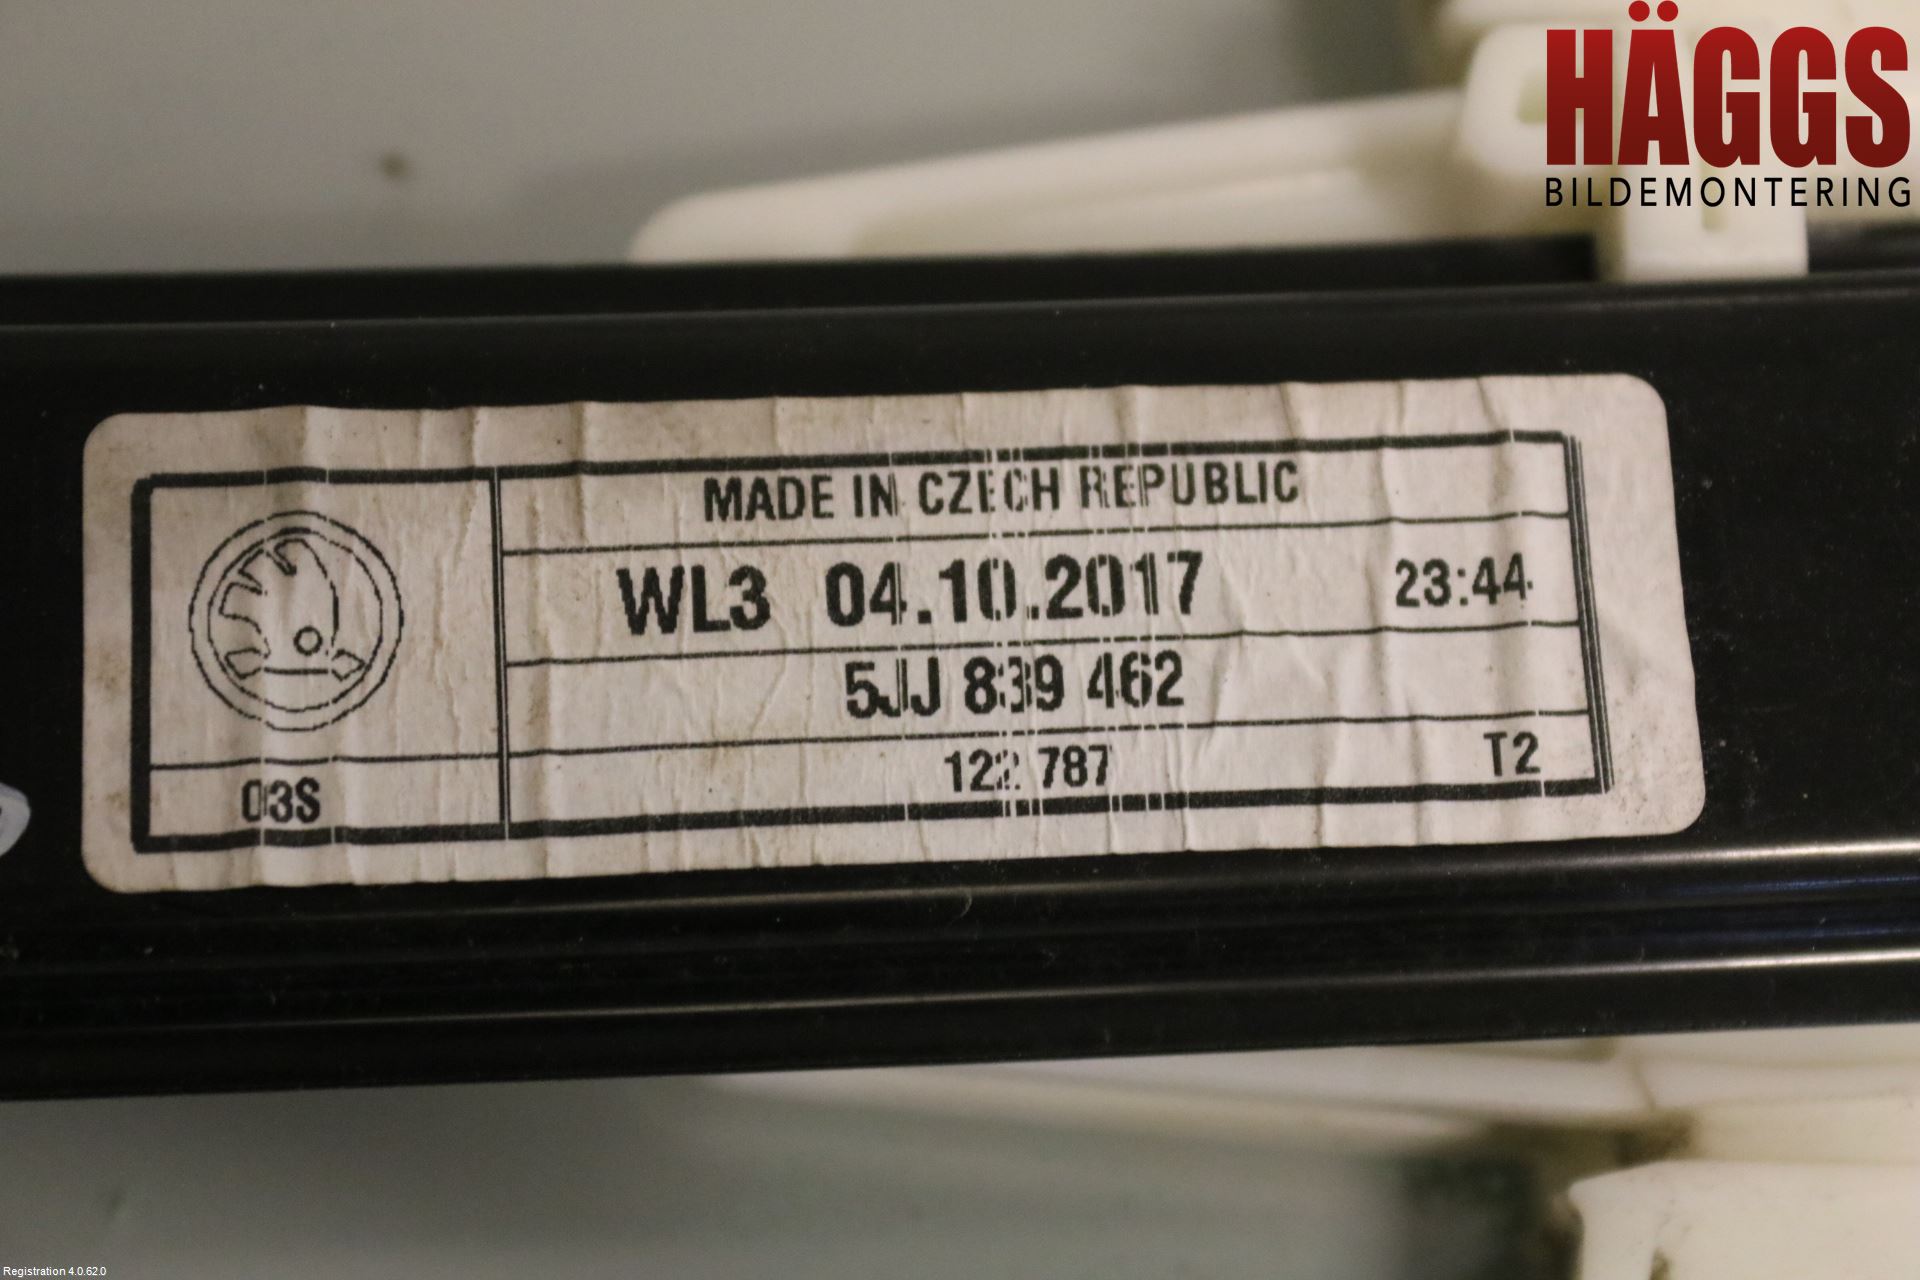 HÄGGS
BILDEMONTERING
MADE IN CZECH REPUBLIC
WL3 04.10.2017 23:44
5JJ 839 462
03S 122 787 T2
Registration 4.0.62.0